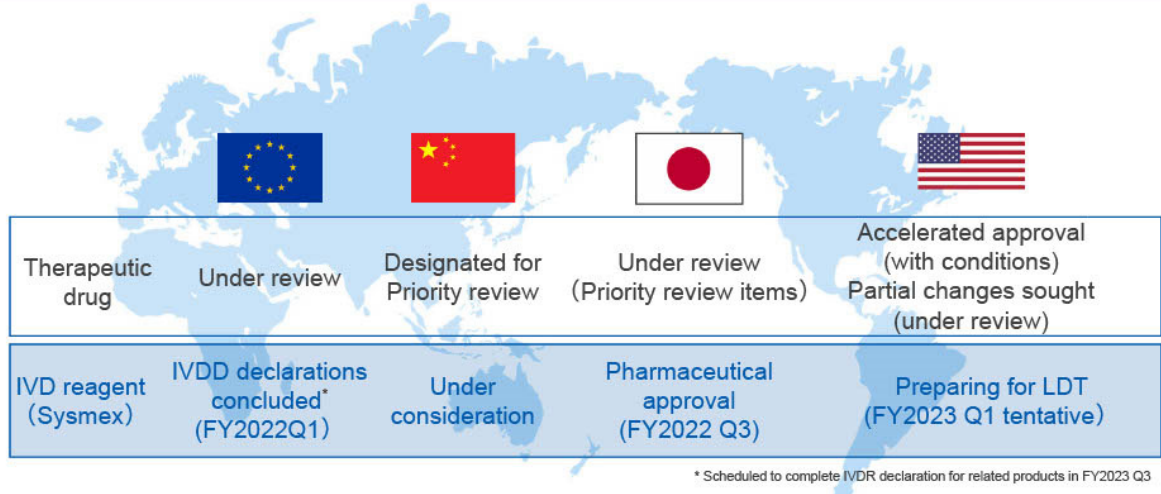 Therapeutic
drug
Under review
Designated for
Priority review
Under review
（Priority review items）
Accelerated approval
(with conditions)
Partial changes sought
(under review)
IVD reagent
（Sysmex）
IVDD declarations
concluded*
(FY2022Q1)
Under
consideration
Pharmaceutical
approval
(FY2022 Q3)
Preparing for LDT
(FY2023 Q1 tentative）
* Scheduled to complete IVDR declaration for related products in FY2023 Q3